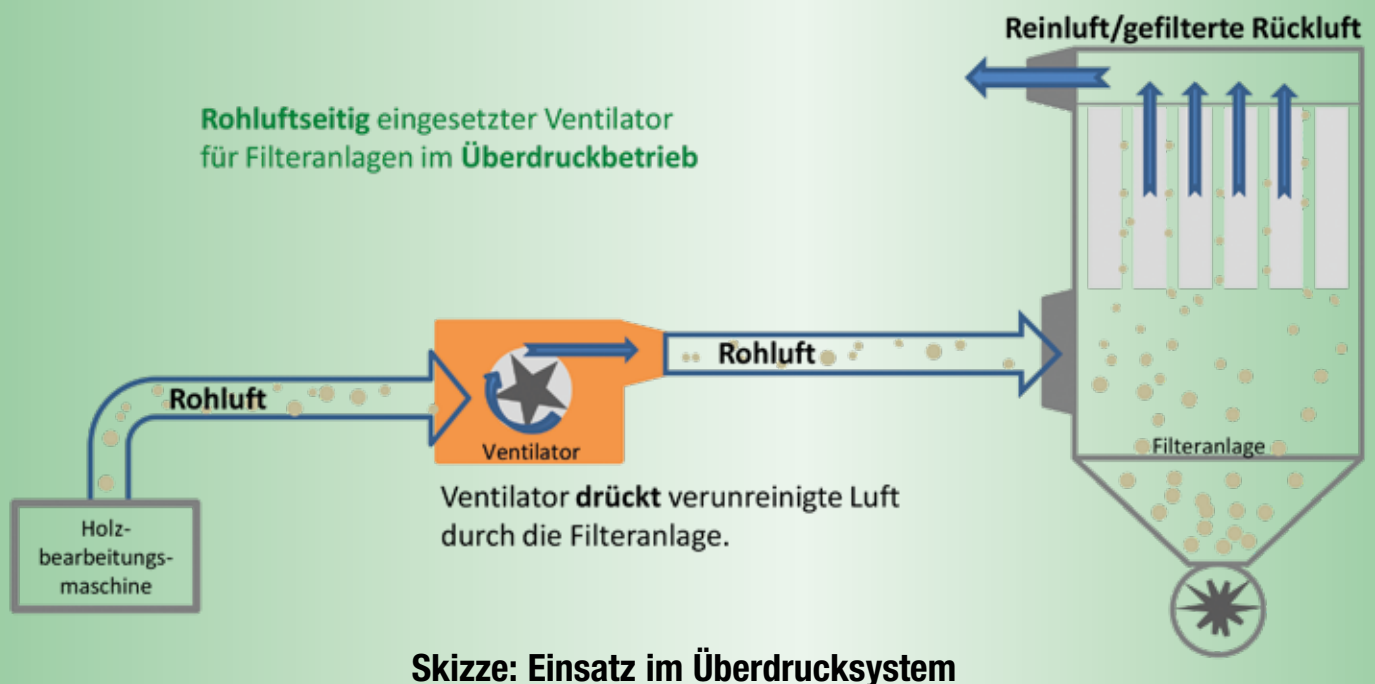 Reinluft/gefilterte Rückluft
Rohluftseitig eingesetzter Ventilator
für Filteranlagen im Überdruckbetrieb
Rohluft
Rohluft
Ventilator
Filteranlage
Ventilator drückt verunreinigte Luft
durch die Filteranlage.
Holz-
bearbeitungs-
maschine
Skizze: Einsatz im Überdrucksystem